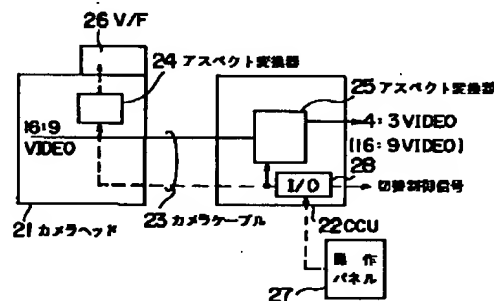 26 V/F
24 アスペクト変換器
25 アスペクト変換器
16:9
VIDEO
4:3 VIDEO
(16:9 VIDEO)
28
I/O
切替制御信号
21 カメラヘッド
23 カメラケーブル
22 CCU
操作
パネル
27